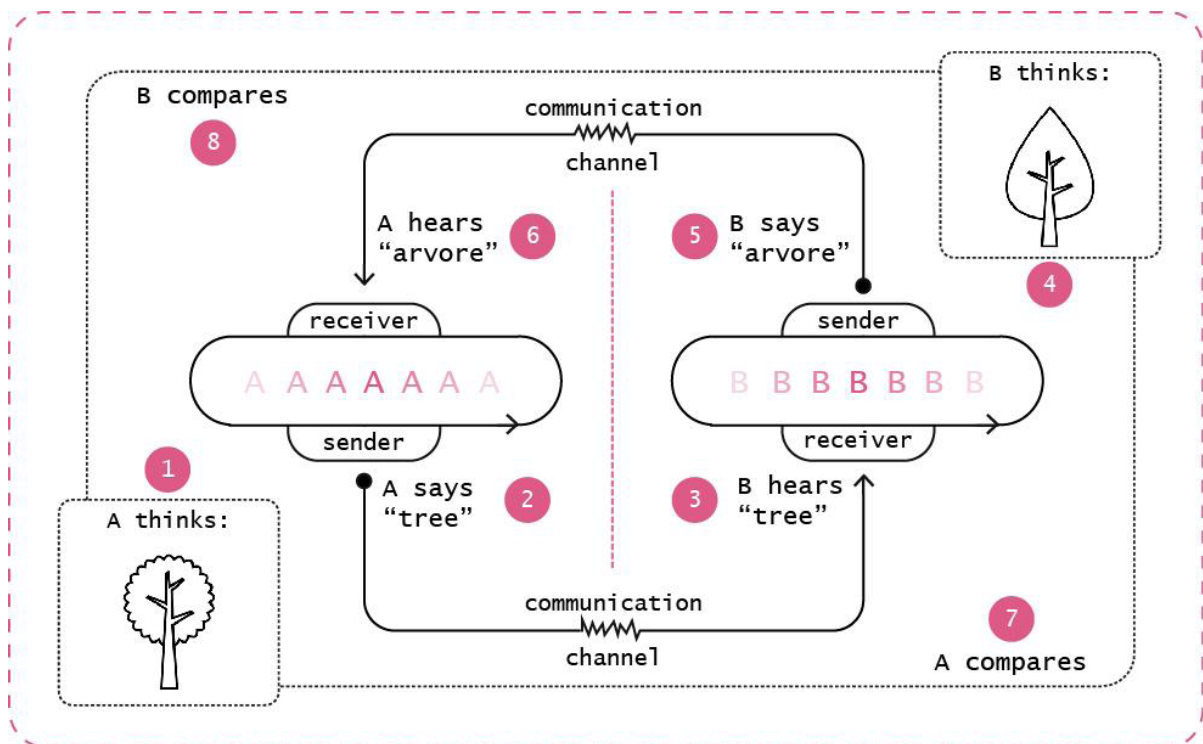 B compares
8
communication
channel
B thinks:
4
A hears
“arvore”
6
5
B says
“arvore”
receiver
A A A A A A A
sender
sender
B B B B B B B
receiver
1
A thinks:
A says
“tree”
2
3
B hears
“tree”
communication
channel
7
A compares